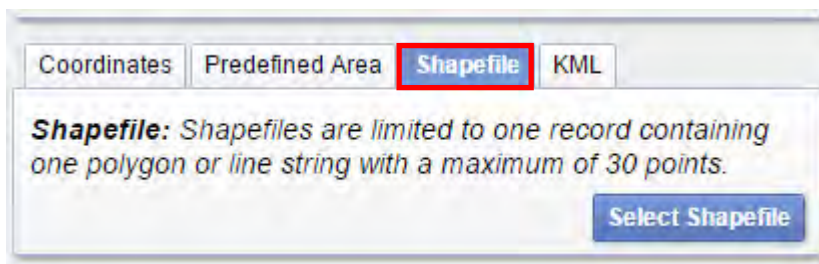 Coordinates Predefined Area Shapefile KML
Shapefile: Shapefiles are limited to one record containing
one polygon or line string with a maximum of 30 points.
Select Shapefile